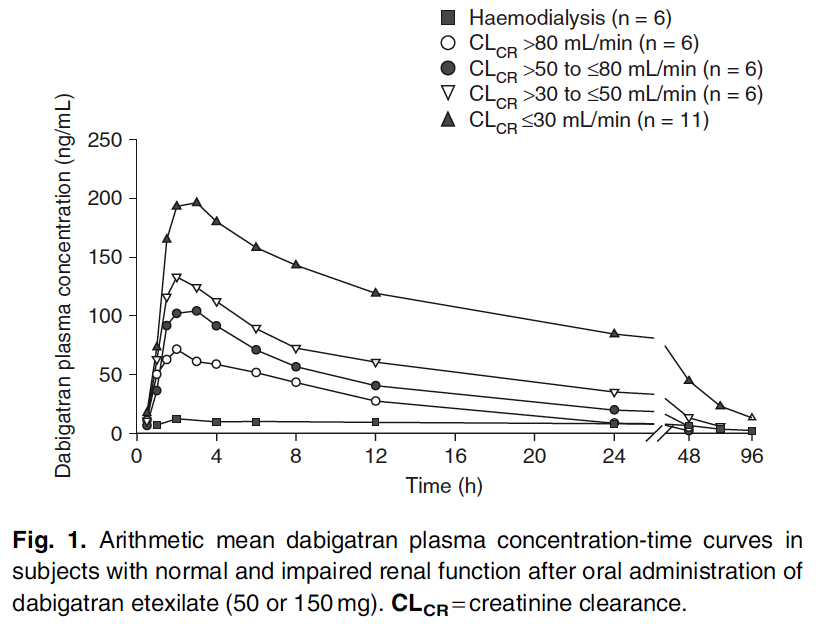 Haemodialysis (n = 6)
CLCR >80 mL/min (n = 6)
CLCR >50 to ≤80 mL/min (n = 6)
CLCR >30 to ≤50 mL/min (n = 6)
CLCR ≤30 mL/min (n = 11)
Dabigatran plasma concentration (ng/mL)
250
200
150
100
50
0
0 4 8 12 16 20 24 48 96
Time (h)
Fig. 1. Arithmetic mean dabigatran plasma concentration-time curves in
subjects with normal and impaired renal function after oral administration of
dabigatran etexilate (50 or 150 mg). CLCR = creatinine clearance.